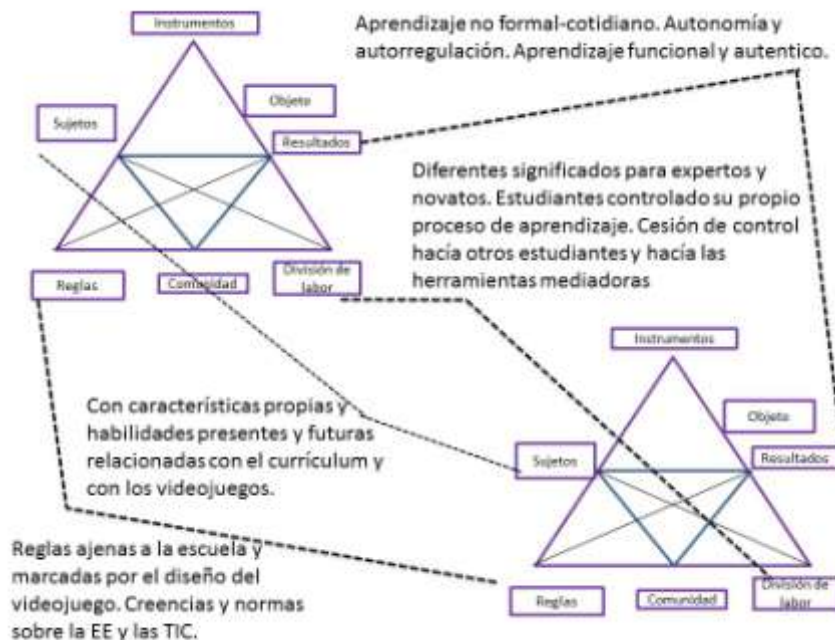 Instrumentos
Aprendizaje no formal-cotidiano. Autonomía y
autorregulación. Aprendizaje funcional y autentico.
Objeto
Sujetos
Resultados
Diferentes significados para expertos y
novatos. Estudiantes controlado su propio
proceso de aprendizaje. Cesión de control
hacía otros estudiantes y hacía las
herramientas mediadoras
Reglas
Comunidad
División de
labor
Instrumentos
Con características propias y
habilidades presentes y futuras
relacionadas con el currículum y
con los videojuegos.
Objeto
Sujetos
Resultados
Reglas ajenas a la escuela y
marcadas por el diseño del
videojuego. Creencias y normas
sobre la EE y las TIC.
Reglas
Comunidad
División de
labor